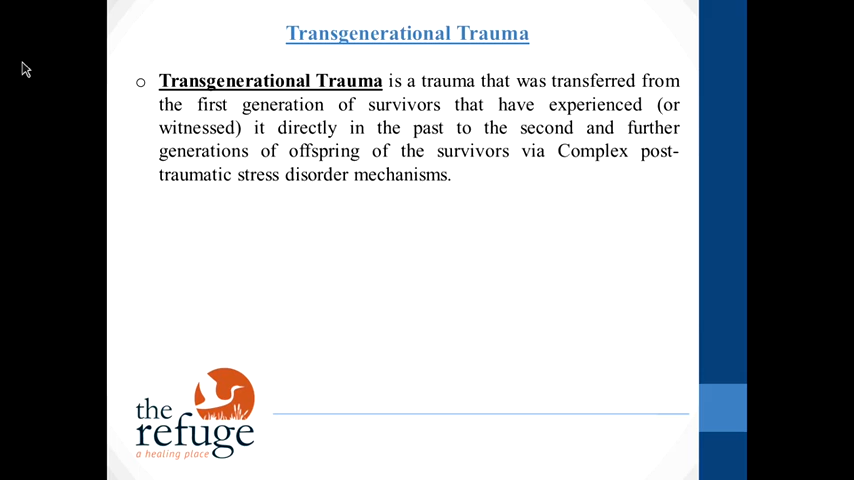 Transgenerational Trauma
o Transgenerational Trauma is a trauma that was transferred from
the first generation of survivors that have experienced (or
witnessed) it directly in the past to the second and further
generations of offspring of the survivors via Complex post-
traumatic stress disorder mechanisms.
the
refuge
a healing place